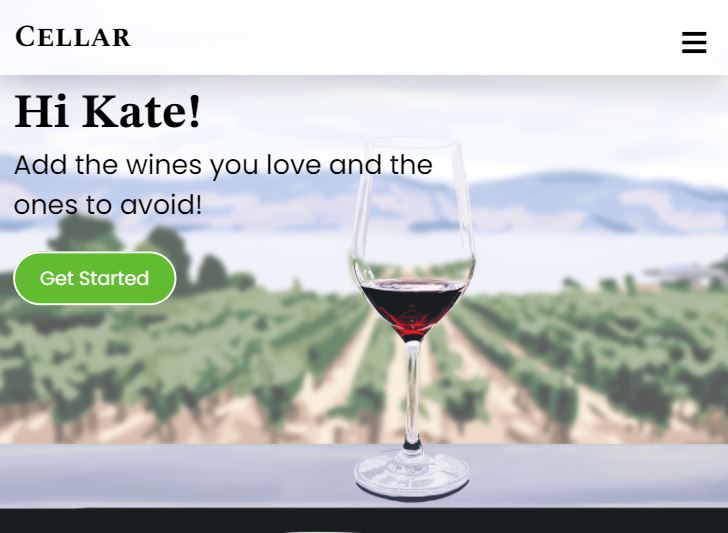 CELLAR
Hi Kate!
Add the wines you love and the
ones to avoid!
Get Started